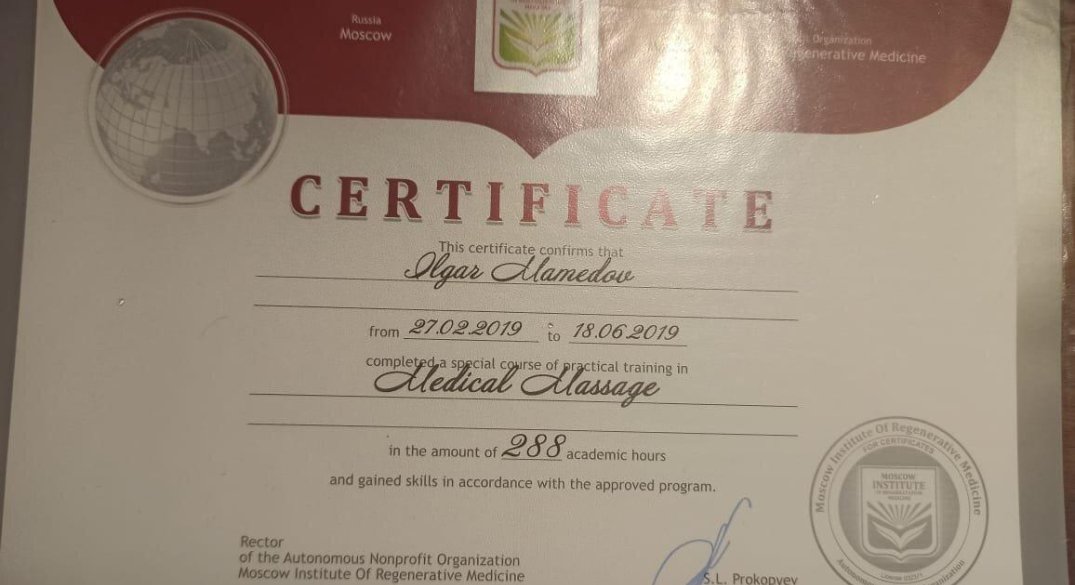 Russia
Moscow
Organization
Regenerative Medicine
CERTIFICATE
This certificate confirms that
Ilgar Mamedov
from 27.02.2019 to 18.06.2019
completed a special course of practical training in
Medical Massage
in the amount of 288 academic hours
and gained skills in accordance with the approved program.
Rector
of the Autonomous Nonprofit Organization
Moscow Institute Of Regenerative Medicine
S.L. Prokopyev
Moscow Institute Of Regenerative Medicine
FOR CERTIFICATES
MOSCOW
INSTITUTE